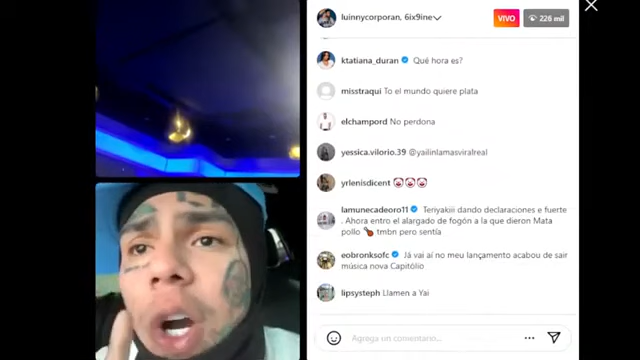 luinnycorpran, 6ix9ine
VIVO
226 mil
ktatiana_duran Qué hora es?
misstraqui To el mundo quiere plata
elchampord No perdona
yessica.vilorio.39 @yailinlamasviralreal
yrlenisdicent 🤡🤡🤡
lamunecadeoro11 Teriyakiii dando declaraciones e fuerte
. Ahora entro el alargado de fogón a la que dieron Mata
pollo 🍗 tmbn pero sentía
eobronksofc Já vai aí no meu lançamento acabou de sair
música nova Capitólio
lipsysteph Llamen a Yai
Agrega un comentario...